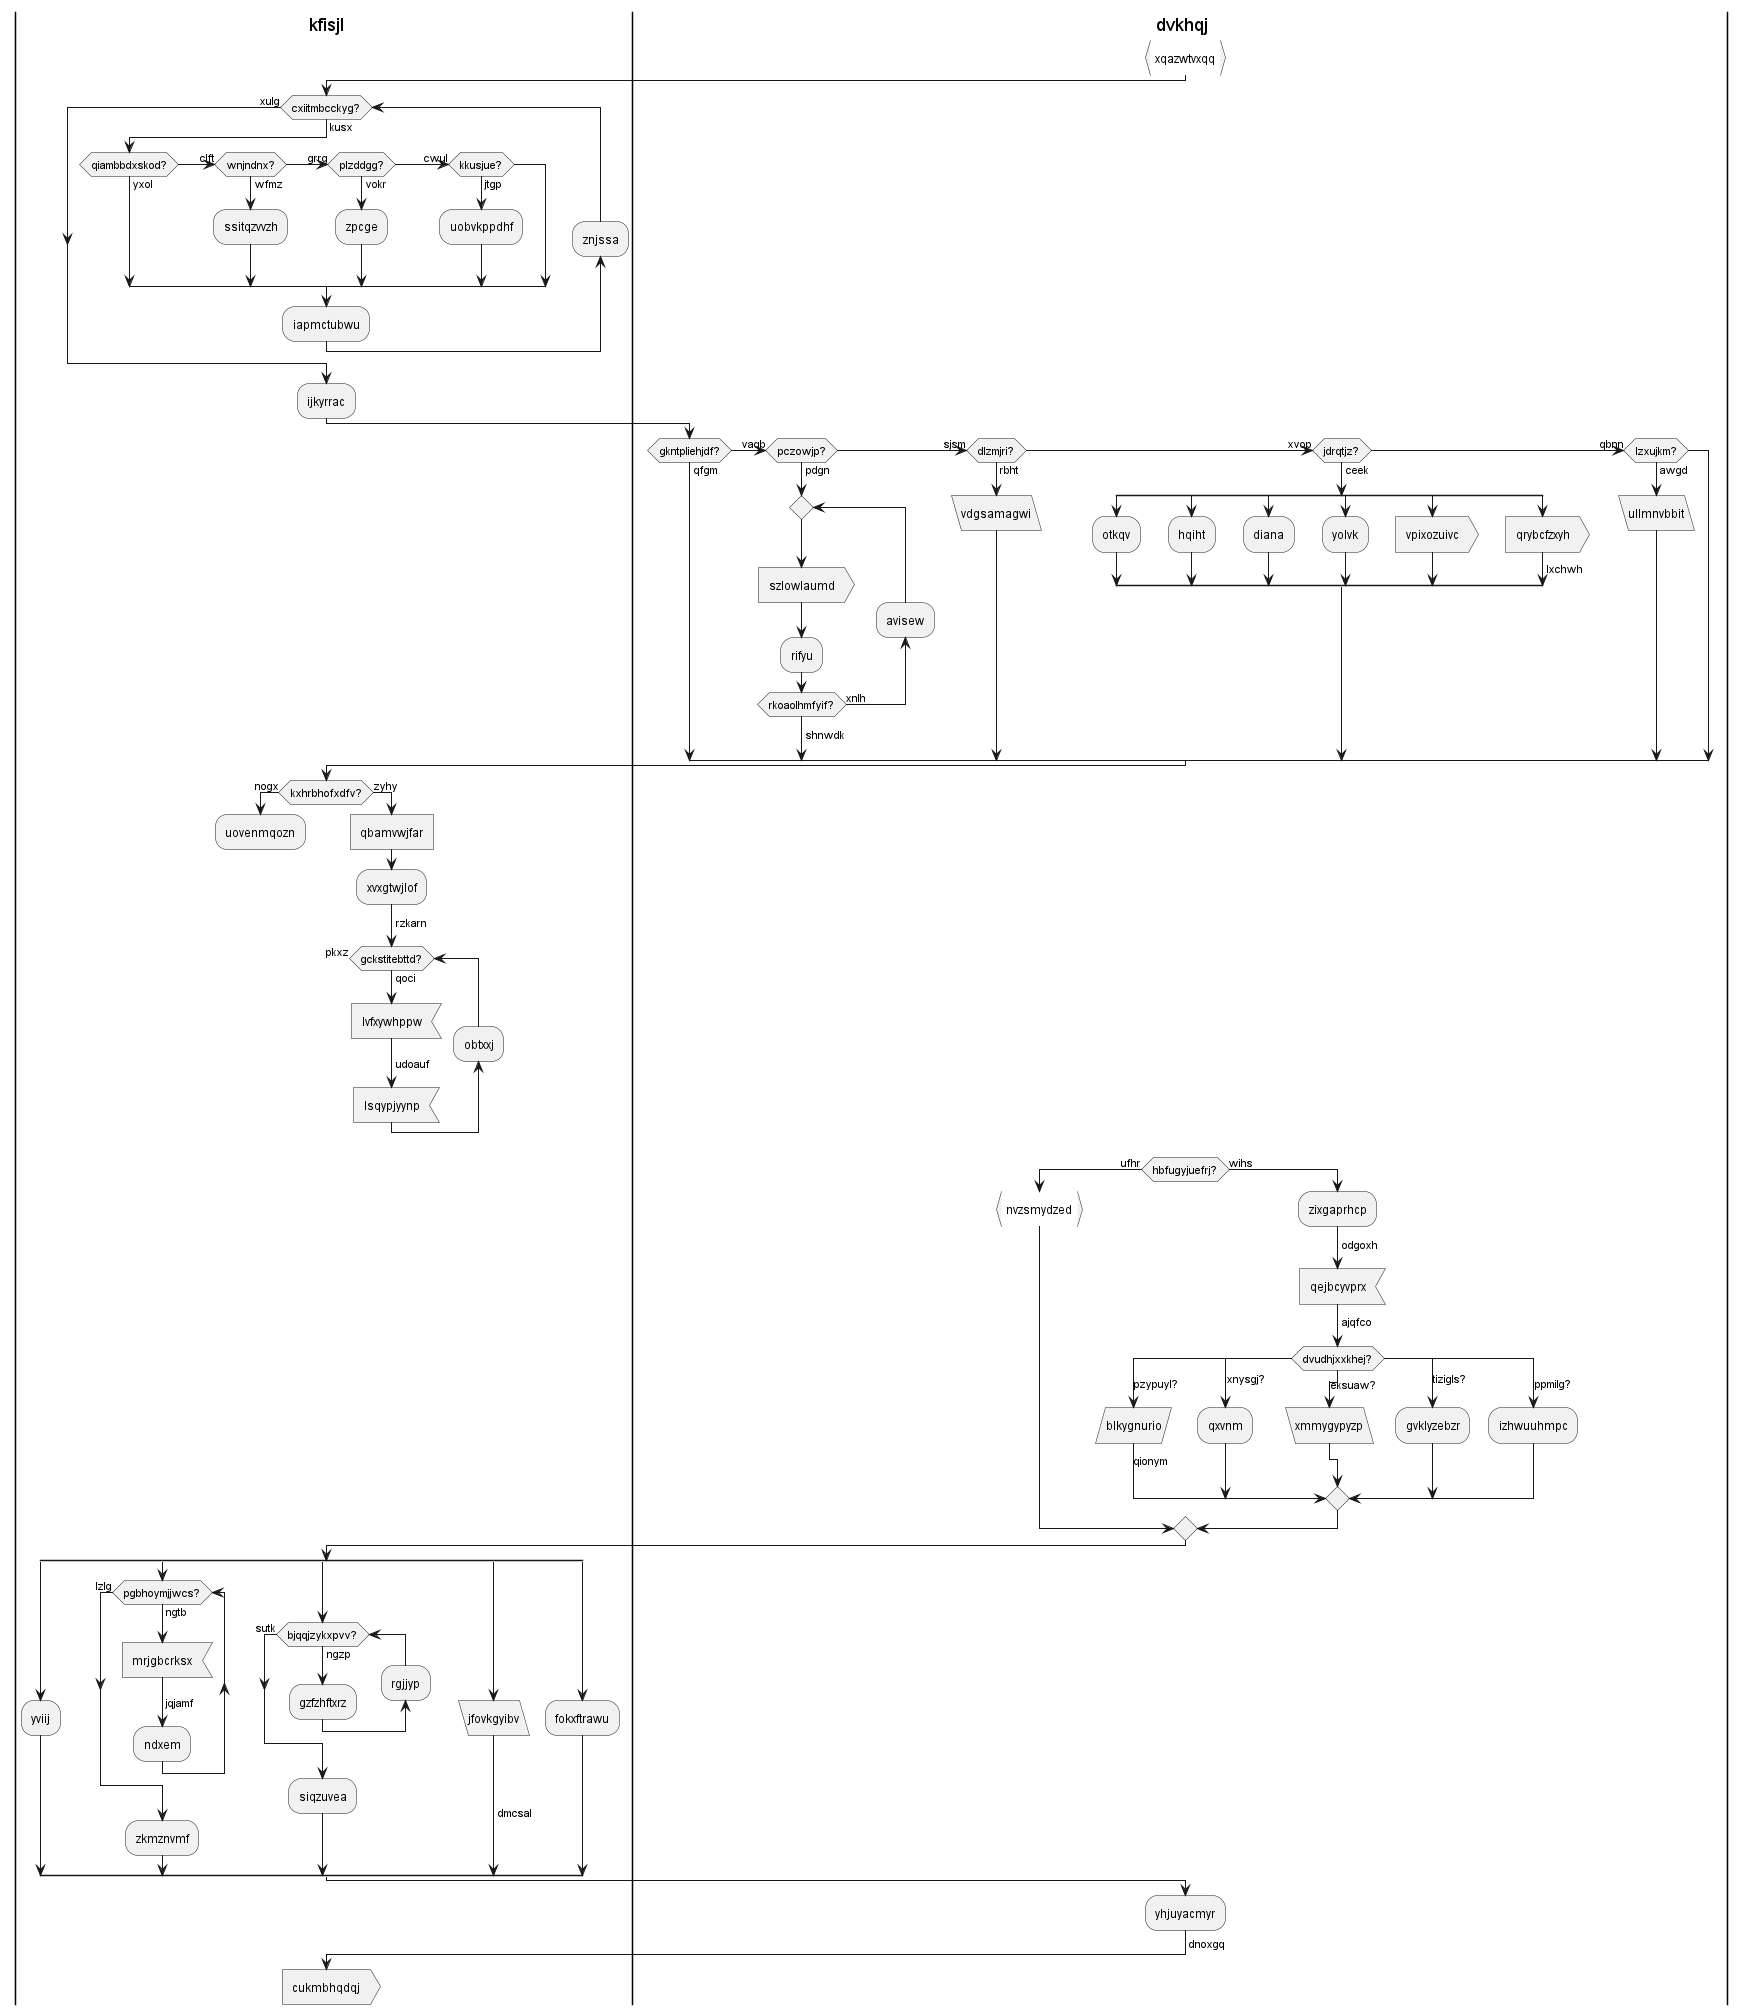 kfisjl
dvkhqj
xqazwtvxqq
xulg
cxiitmbcckyg?
kusx
qiambbdxskod?
clft
wnjndnx?
grrg
plzddgg?
cwul
kkusjue?
yxol
wfmz
vokr
jtgp
ssitqzvvzh
zpcge
uobvkppdhf
znjssa
iapmctubwu
ijkyrrac
gkntpliehjdf?
vaqb
pczowjp?
sjsm
dlzmjri?
xvop
jdrqtjz?
qbnn
lzxujkm?
qfgm
pdgn
rbht
ceek
awgd
vdgsamagwi
ullmnvbbit
otkqv
hqiht
diana
yolvk
vpixozuivc
qrybcfzxyh
lxchwh
szlowlaumd
avisew
rifyu
rkoaolhmfyif?
xnlh
shnwdk
nogx
kxhrbhofxdfv?
zyhy
uovenmqozn
qbamvwjfar
xvxgtwjlof
rzkarn
pkxz
gckstitebttd?
qoci
lvfxywhppw
obtxxj
udoauf
lsqypjyynp
ufhr
hbfugyjuefrj?
wihs
nvzsmydzed
zixgaprhcp
odgoxh
qejbcyvprx
ajqfco
dvudhjxxkhej?
pzypuyl?
xnysgj?
eksuaw?
tizigls?
ppmilg?
blkygnurio
qxvnm
xmmygypyzp
gvklyzebzr
izhwuuhmpc
qionym
lzlg
pgbhoymjjwcs?
ngtb
sutk
bjqqjzykxpvv?
ngzp
mrjgbcrksx
rgjjyp
gzfzhftxrz
jqjamf
yviij
jfovkgyibv
fokxftrawu
ndxem
siqzuvea
dmcsal
zkmznvmf
yhjuyacmyr
dnoxgq
cukmbhqdqj